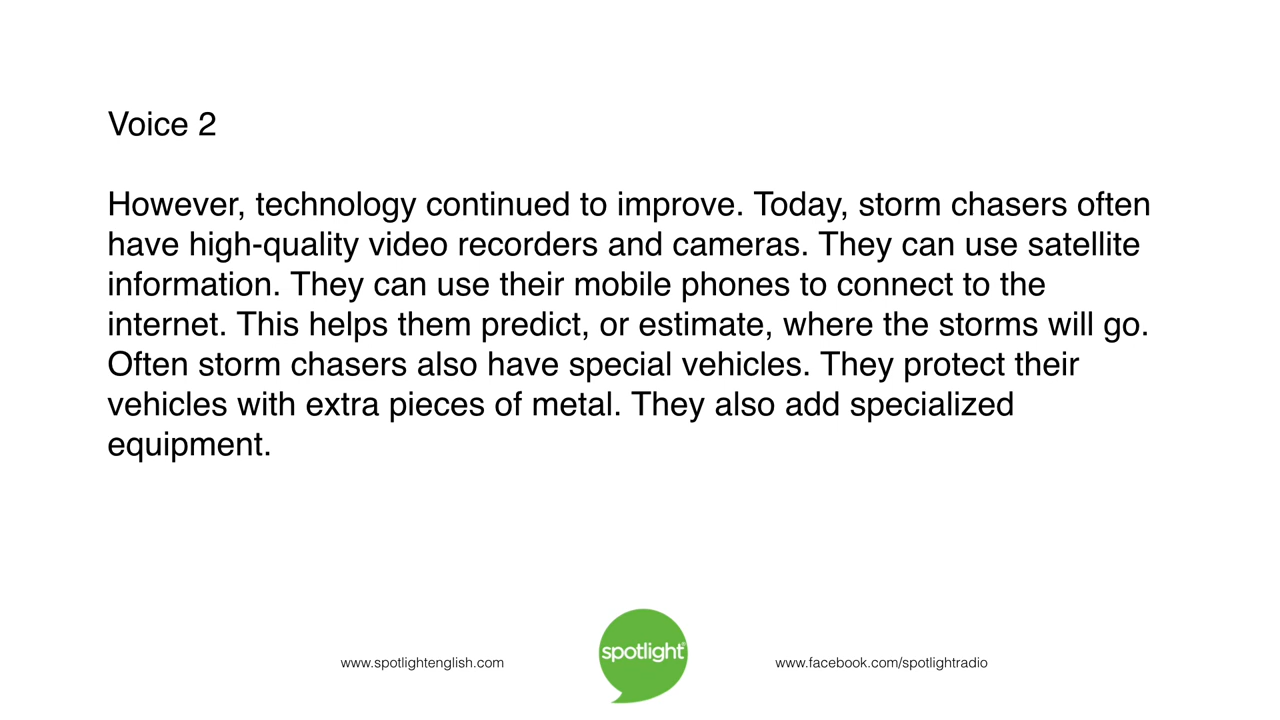 Voice 2
However, technology continued to improve. Today, storm chasers often
have high-quality video recorders and cameras. They can use satellite
information. They can use their mobile phones to connect to the
internet. This helps them predict, or estimate, where the storms will go.
Often storm chasers also have special vehicles. They protect their
vehicles with extra pieces of metal. They also add specialized
equipment.
www.spotlightenglish.com
spotlight®
www.facebook.com/spotlightradio